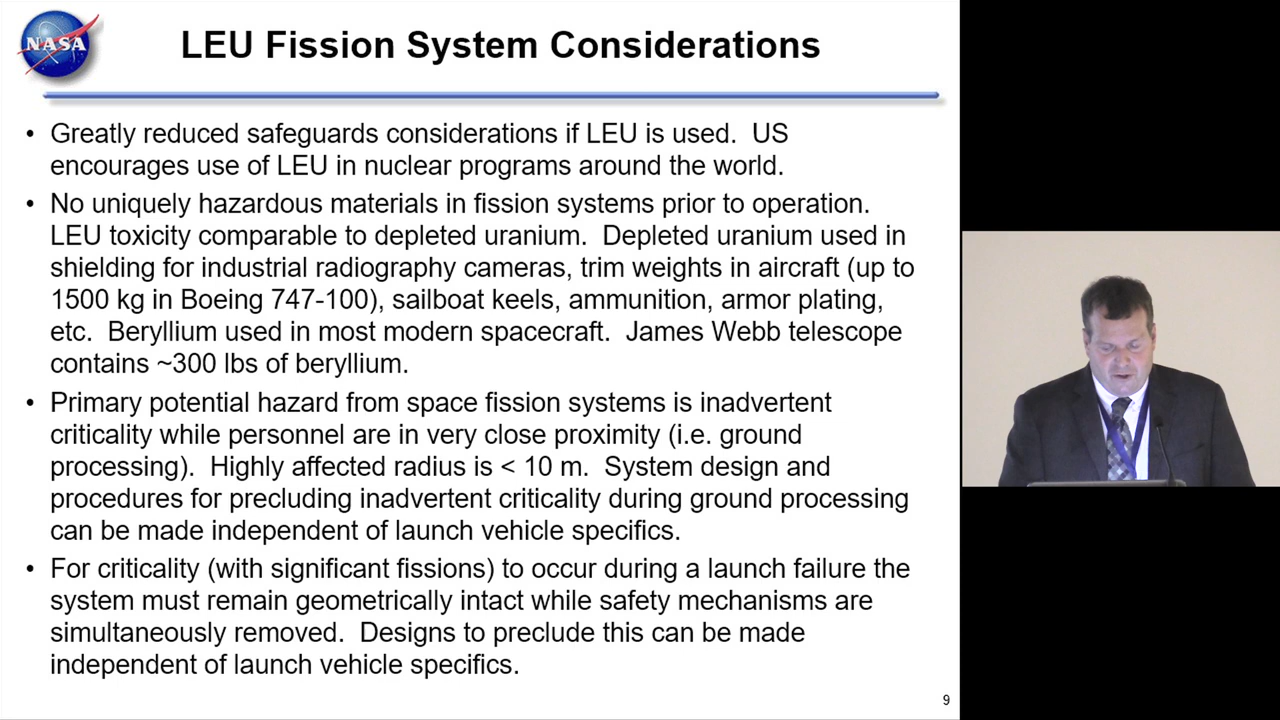 NASA
LEU Fission System Considerations
• Greatly reduced safeguards considerations if LEU is used.  US
encourages use of LEU in nuclear programs around the world.
• No uniquely hazardous materials in fission systems prior to operation.
LEU toxicity comparable to depleted uranium.  Depleted uranium used in
shielding for industrial radiography cameras, trim weights in aircraft (up to
1500 kg in Boeing 747-100), sailboat keels, ammunition, armor plating,
etc.  Beryllium used in most modern spacecraft.  James Webb telescope
contains ~300 lbs of beryllium.
• Primary potential hazard from space fission systems is inadvertent
criticality while personnel are in very close proximity (i.e. ground
processing).  Highly affected radius is < 10 m.  System design and
procedures for precluding inadvertent criticality during ground processing
can be made independent of launch vehicle specifics.
• For criticality (with significant fissions) to occur during a launch failure the
system must remain geometrically intact while safety mechanisms are
simultaneously removed.  Designs to preclude this can be made
independent of launch vehicle specifics.
9